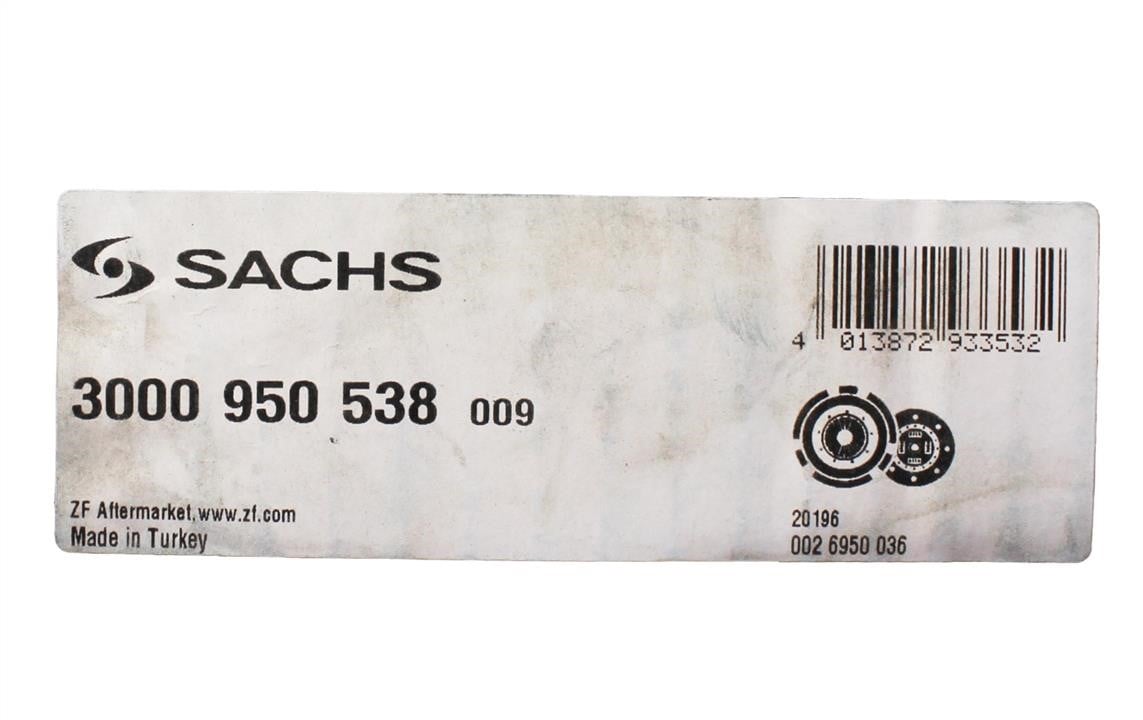 SACHS
4 013872 933532
3000 950 538 009
ZF Aftermarket,www.zf.com
Made in Turkey
20196
002 6950 036